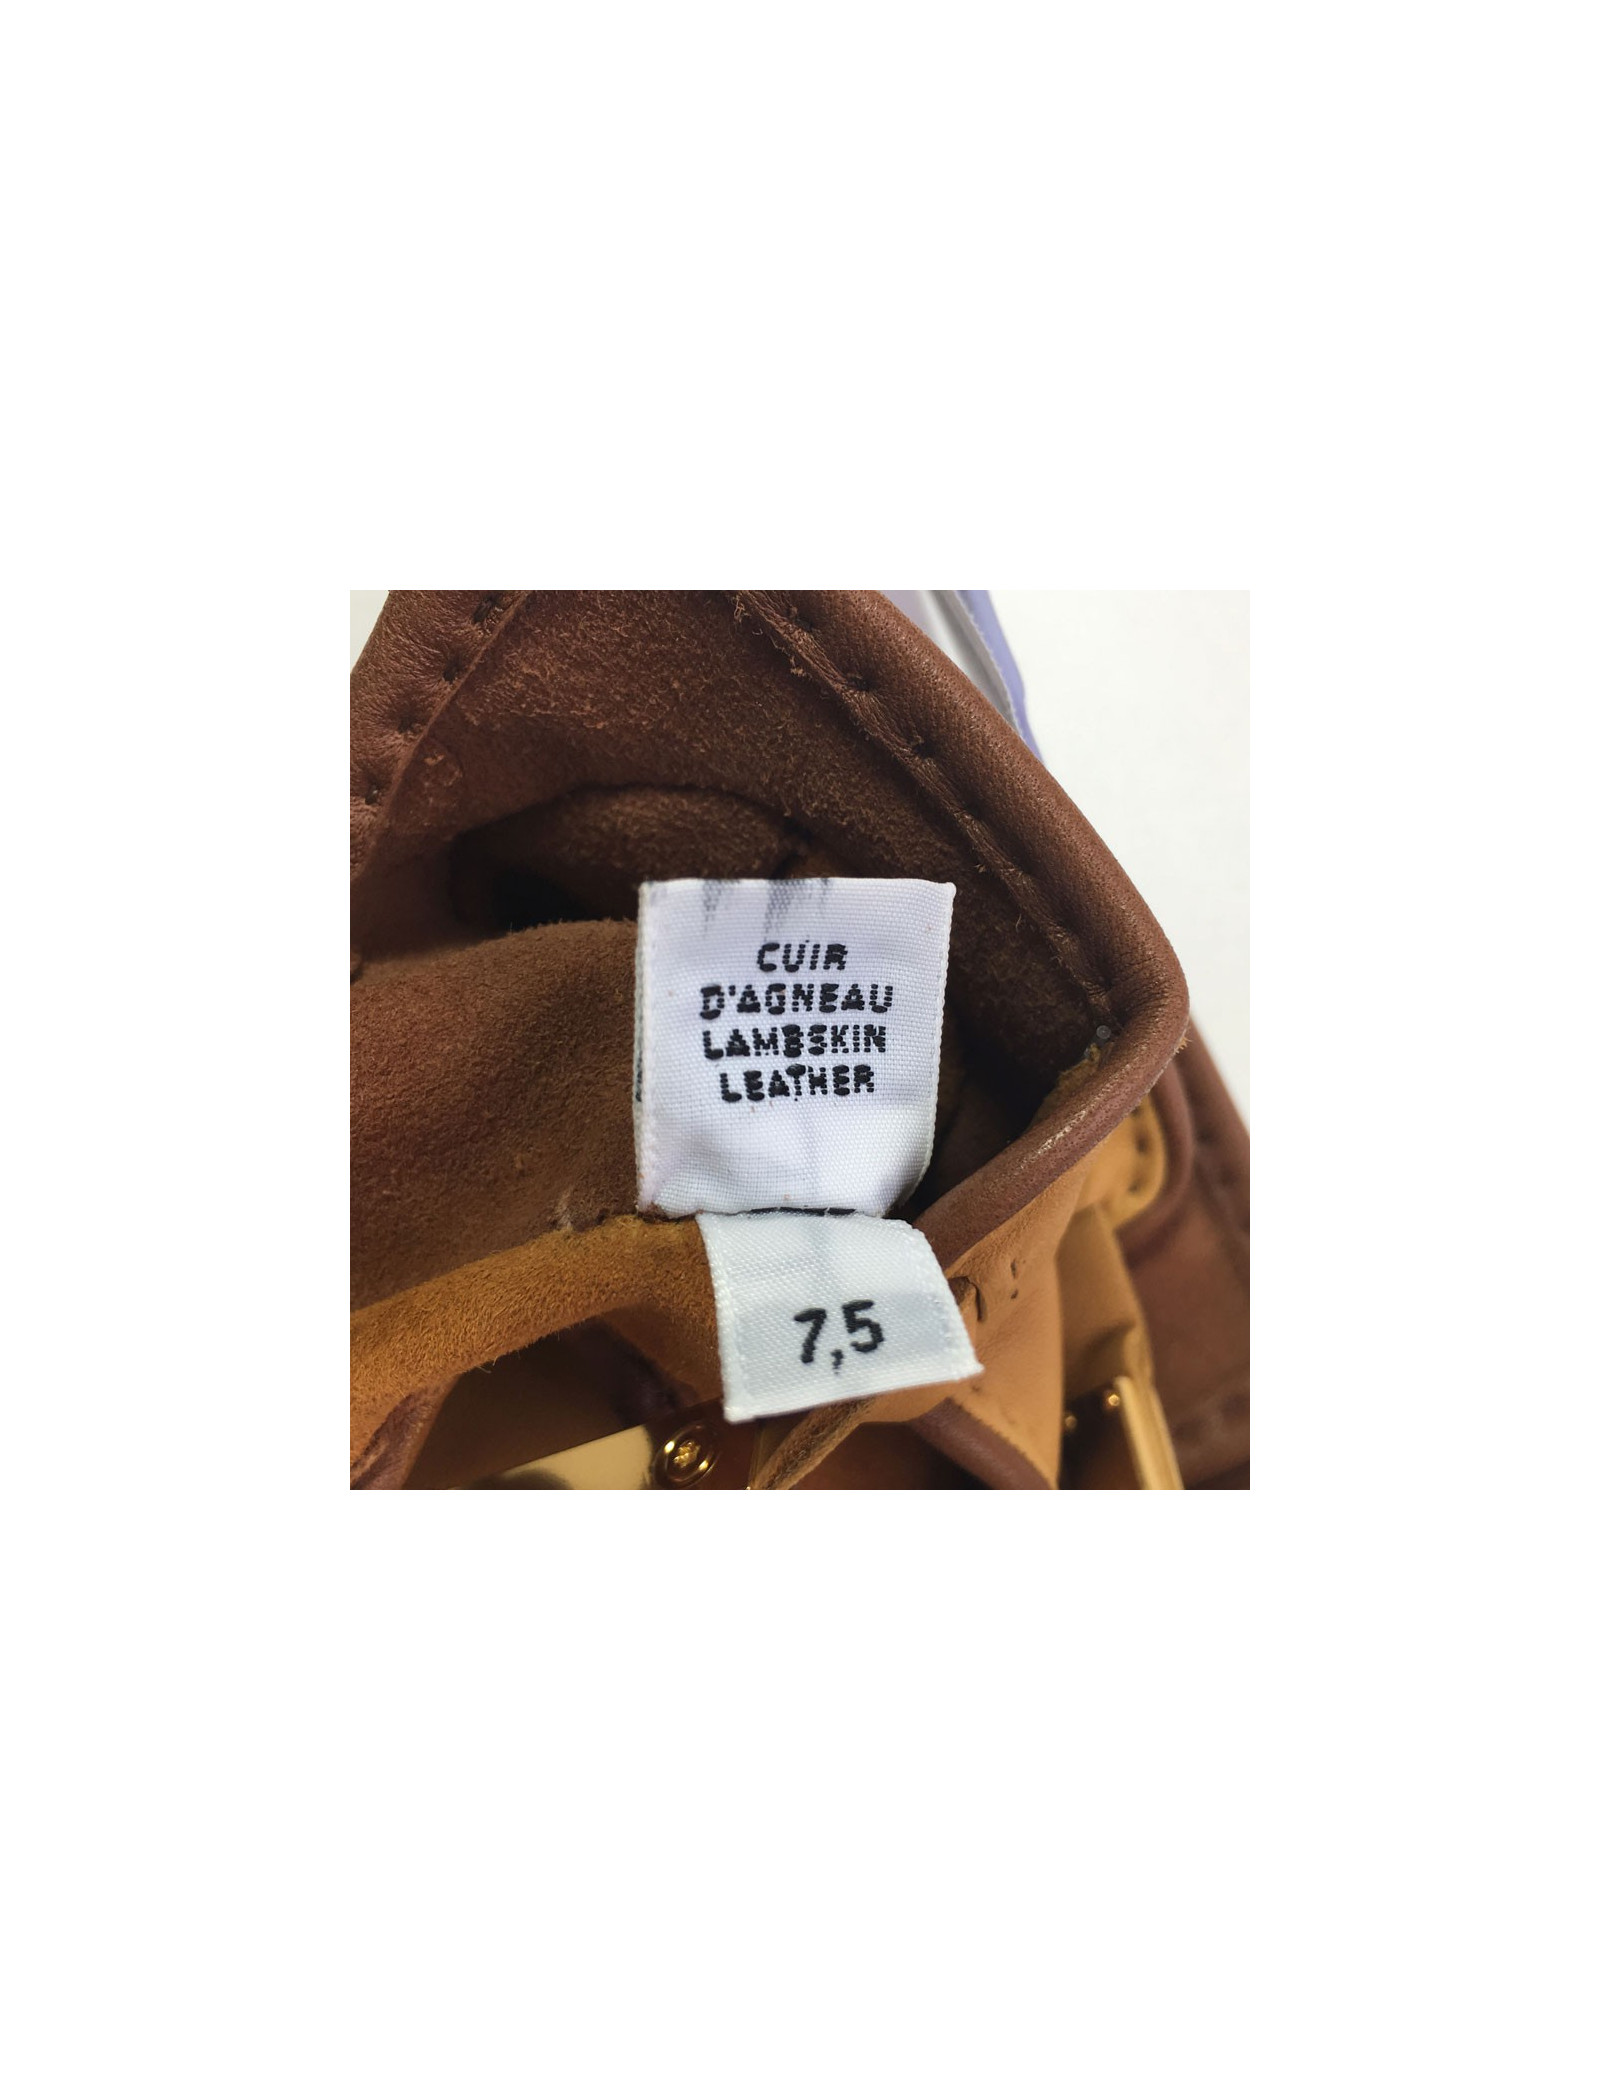 CUIR
D'AGNEAU
LAMBSKIN
LEATHER
7,5